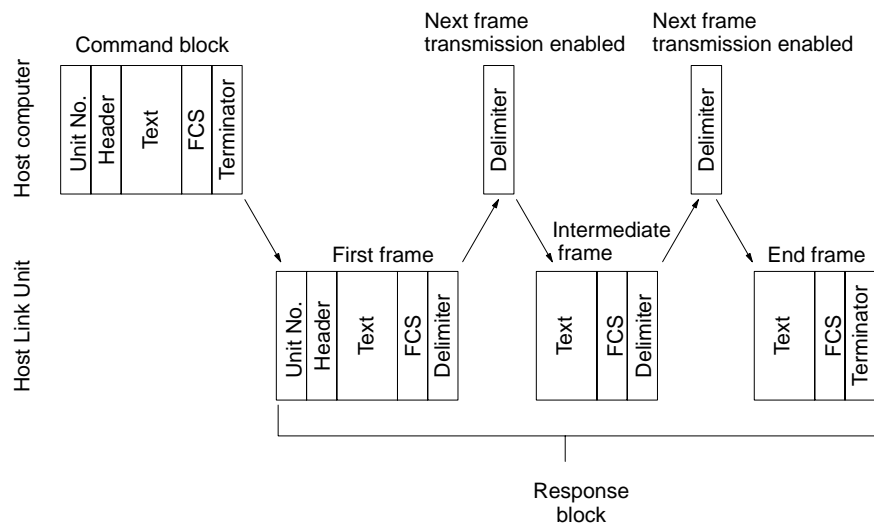 Next frame
transmission enabled
Next frame
transmission enabled
Command block
Host computer
Unit No.
Header
Text
FCS
Terminator
Delimiter
Delimiter
Host Link Unit
First frame
Unit No.
Header
Text
FCS
Delimiter
Intermediate
frame
Text
FCS
Delimiter
End frame
Text
FCS
Terminator
Response
block